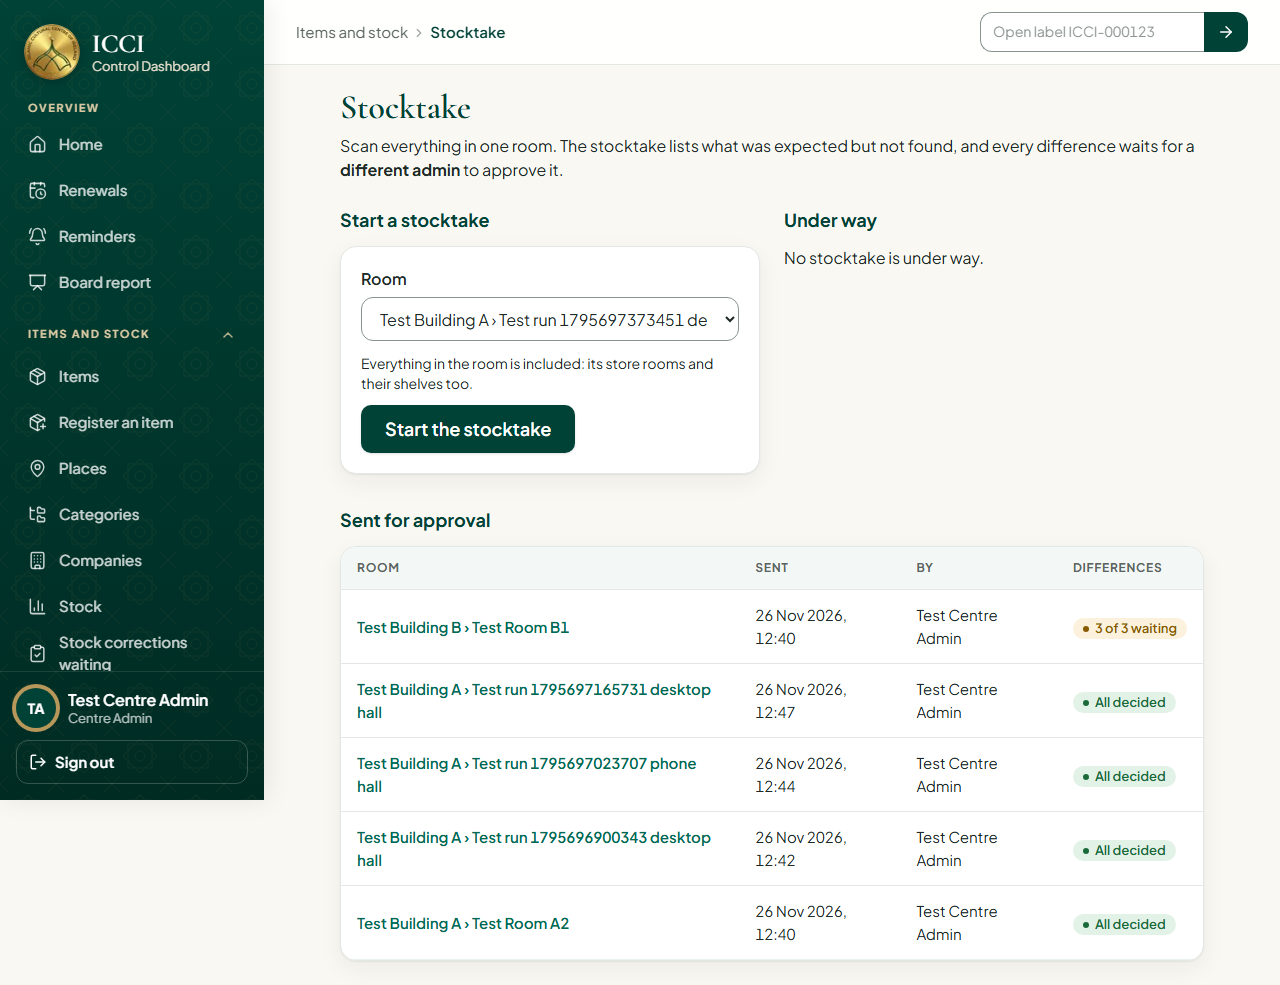 ICCI
Control Dashboard
OVERVIEW
Home
Renewals
Reminders
Board report
ITEMS AND STOCK
Items
Register an item
Places
Categories
Companies
Stock
Stock corrections
waiting
TA
Test Centre Admin
Centre Admin
Sign out
Items and stock › Stocktake
Open label ICCI-000123
Stocktake
Scan everything in one room. The stocktake lists what was expected but not found, and every difference waits for a
different admin to approve it.
Start a stocktake
Room
Test Building A › Test run 1795697373451 de
Everything in the room is included: its store rooms and
their shelves too.
Start the stocktake
Under way
No stocktake is under way.
Sent for approval
ROOM SENT BY DIFFERENCES
Test Building B › Test Room B1
26 Nov 2026,
12:40
Test Centre
Admin
3 of 3 waiting
Test Building A › Test run 1795697165731 desktop
hall
26 Nov 2026,
12:47
Test Centre
Admin
All decided
Test Building A › Test run 1795697023707 phone
hall
26 Nov 2026,
12:44
Test Centre
Admin
All decided
Test Building A › Test run 1795696900343 desktop
hall
26 Nov 2026,
12:42
Test Centre
Admin
All decided
Test Building A › Test Room A2
26 Nov 2026,
12:40
Test Centre
Admin
All decided